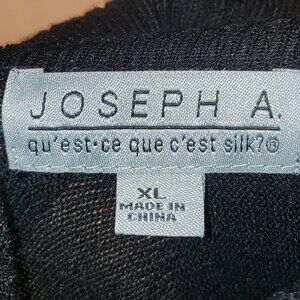 JOSEPH A.
qu'est•ce que c'est silk?®
XL
MADE IN
CHINA